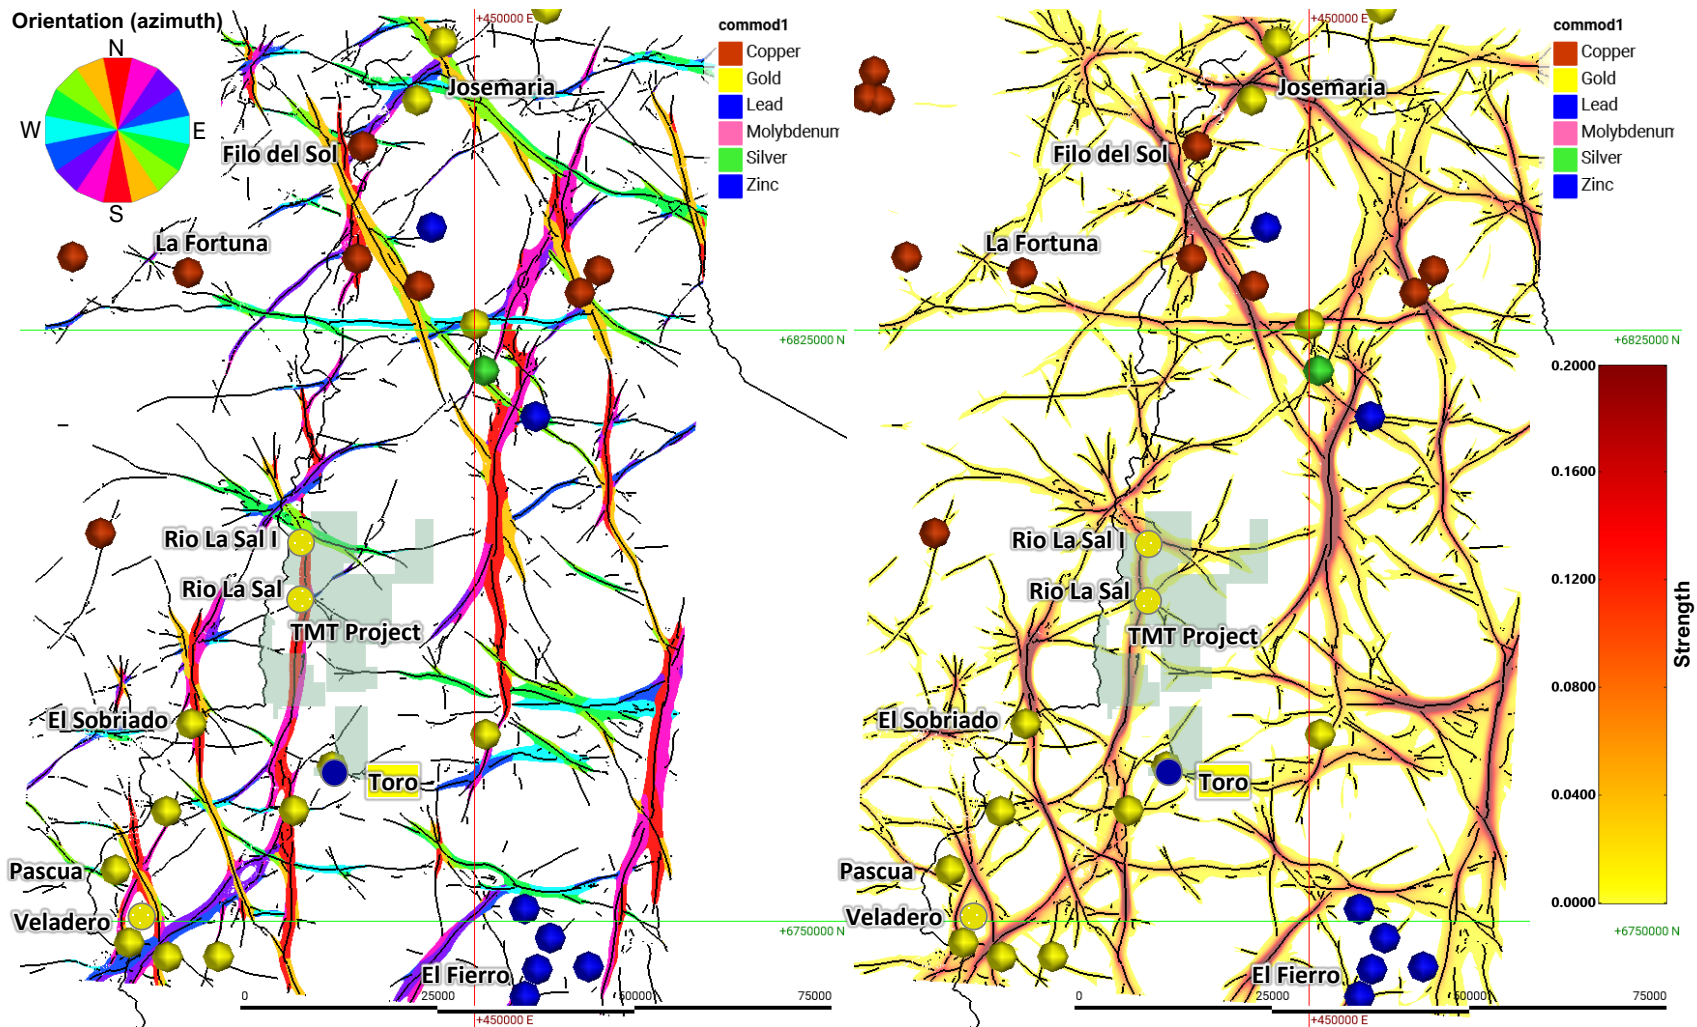 Orientation (azimuth)
N
W
E
S
+450000 E
commod1
Copper
Gold
Lead
Molybdenum
Silver
Zinc
Josemaria
Filo del Sol
La Fortuna
+6825000 N
Rio La Sal I
Rio La Sal
TMT Project
El Sobriado
Toro
Pascua
Veladero
+6750000 N
El Fierro
0
25000
50000
75000
+450000 E
+450000 E
commod1
Copper
Gold
Lead
Molybdenum
Silver
Zinc
Josemaria
Filo del Sol
La Fortuna
+6825000 N
0.2000
0.1600
0.1200
0.0800
0.0400
0.0000
Strength
Rio La Sal I
Rio La Sal
TMT Project
El Sobriado
Toro
Pascua
Veladero
+6750000 N
El Fierro
0
25000
50000
75000
+450000 E